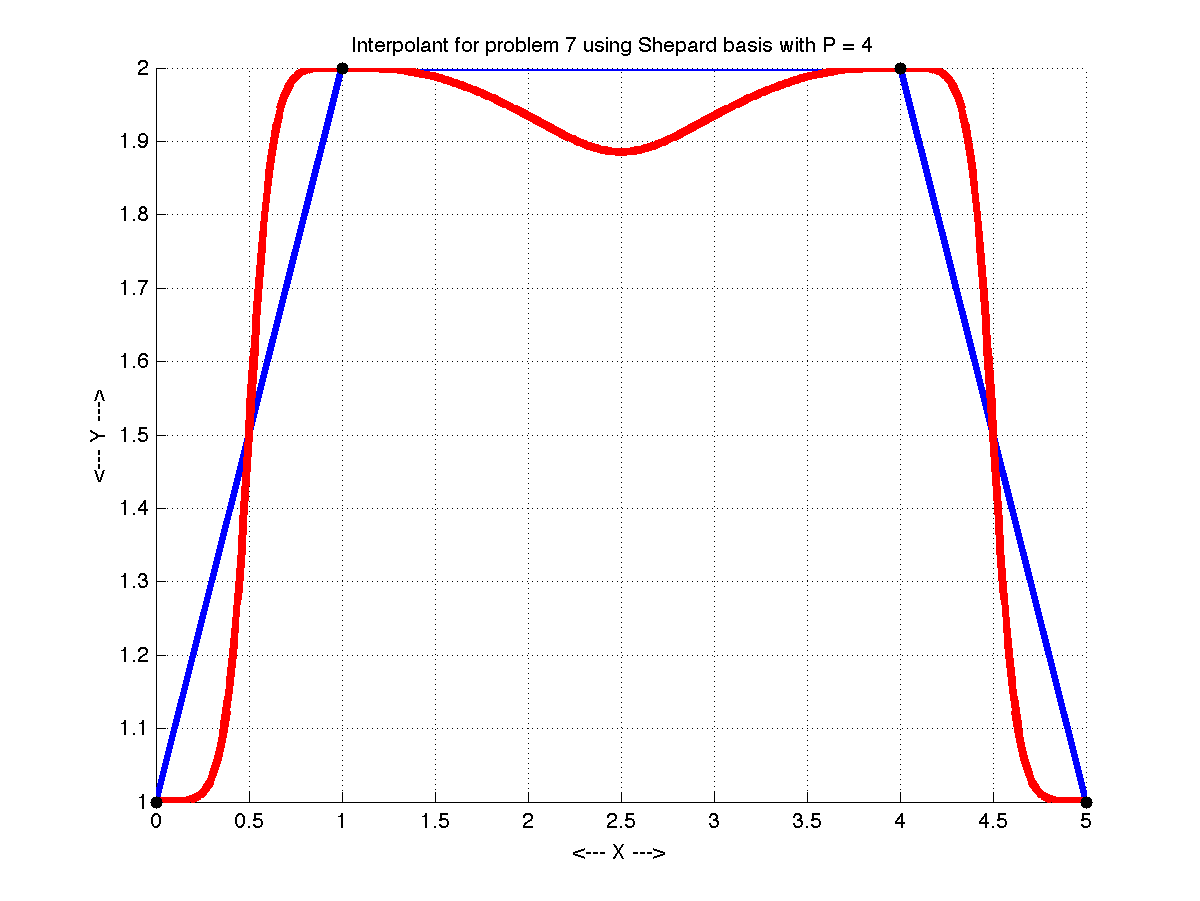 Interpolant for problem 7 using Shepard basis with P = 4
2
1.9
1.8
1.7
1.6
1.5
1.4
1.3
1.2
1.1
1
<--- Y --->
0 0.5 1 1.5 2 2.5 3 3.5 4 4.5 5
<--- X --->